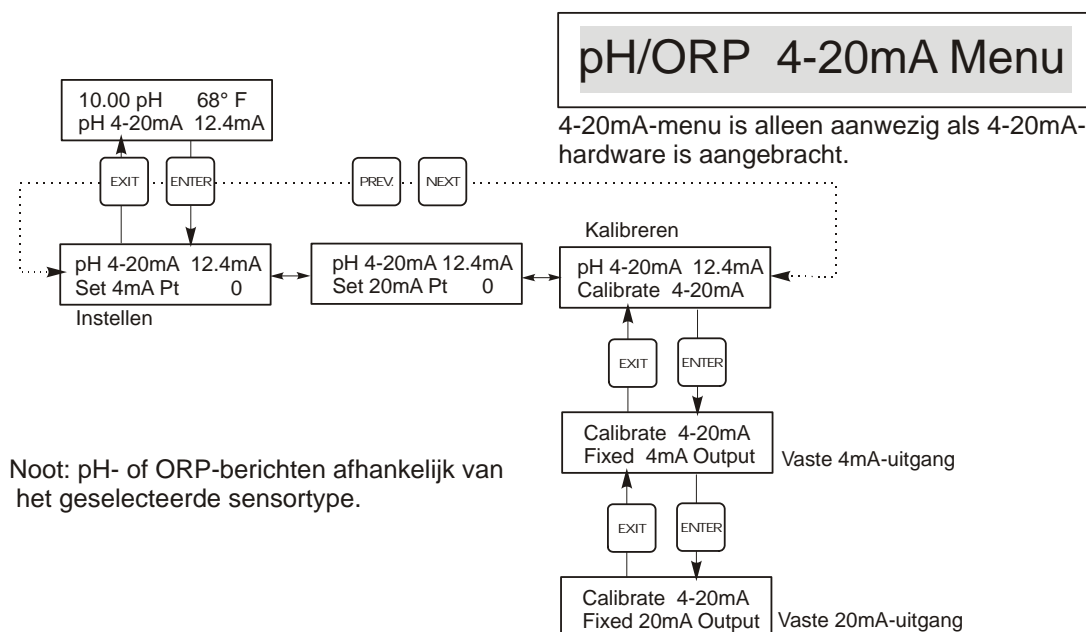 pH/ORP 4-20mA Menu
4-20mA-menu is alleen aanwezig als 4-20mA-
hardware is aangebracht.
10.00 pH 68° F
pH 4-20mA 12.4mA
EXIT
ENTER
PREV.
NEXT
pH 4-20mA 12.4mA
Set 4mA Pt 0
Instellen
pH 4-20mA 12.4mA
Set 20mA Pt 0
Kalibreren
pH 4-20mA 12.4mA
Calibrate 4-20mA
EXIT
ENTER
Calibrate 4-20mA
Fixed 4mA Output
Vaste 4mA-uitgang
Noot: pH- of ORP-berichten afhankelijk van
het geselecteerde sensortype.
EXIT
ENTER
Calibrate 4-20mA
Fixed 20mA Output
Vaste 20mA-uitgang